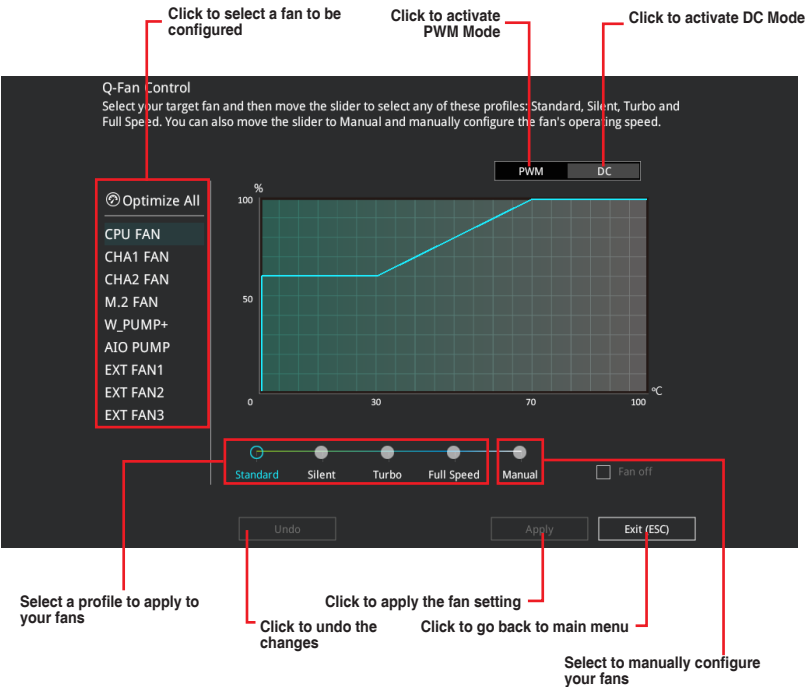 Click to select a fan to be
configured
Click to activate
PWM Mode
Click to activate DC Mode
Q-Fan Control
Select your target fan and then move the slider to select any of these profiles: Standard, Silent, Turbo and
Full Speed. You can also move the slider to Manual and manually configure the fan's operating speed.
PWM
DC
Optimize All
CPU FAN
CHA1 FAN
CHA2 FAN
M.2 FAN
W_PUMP+
AIO PUMP
EXT FAN1
EXT FAN2
EXT FAN3
%
100
50
0
30
70
100
ºC
Standard
Silent
Turbo
Full Speed
Manual
Fan off
Undo
Apply
Exit (ESC)
Select a profile to apply to
your fans
Click to undo the
changes
Click to apply the fan setting
Click to go back to main menu
Select to manually configure
your fans